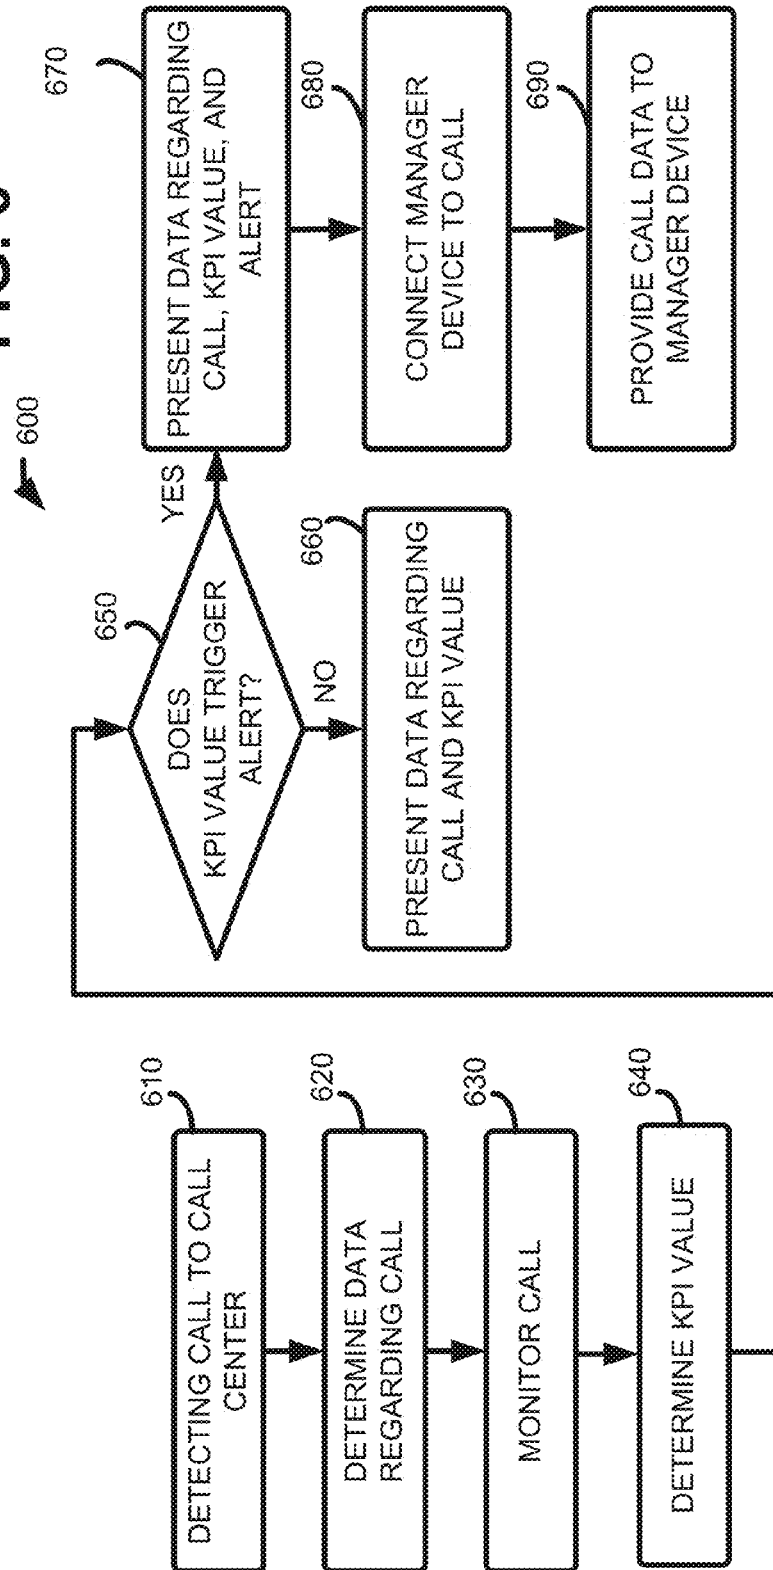 600
610
DETECTING CALL TO CALL
CENTER
620
DETERMINE DATA
REGARDING CALL
630
MONITOR CALL
640
DETERMINE KPI VALUE
650
DOES
KPI VALUE TRIGGER
ALERT?
YES
NO
660
PRESENT DATA REGARDING
CALL AND KPI VALUE
670
PRESENT DATA REGARDING
CALL, KPI VALUE, AND
ALERT
680
CONNECT MANAGER
DEVICE TO CALL
690
PROVIDE CALL DATA TO
MANAGER DEVICE